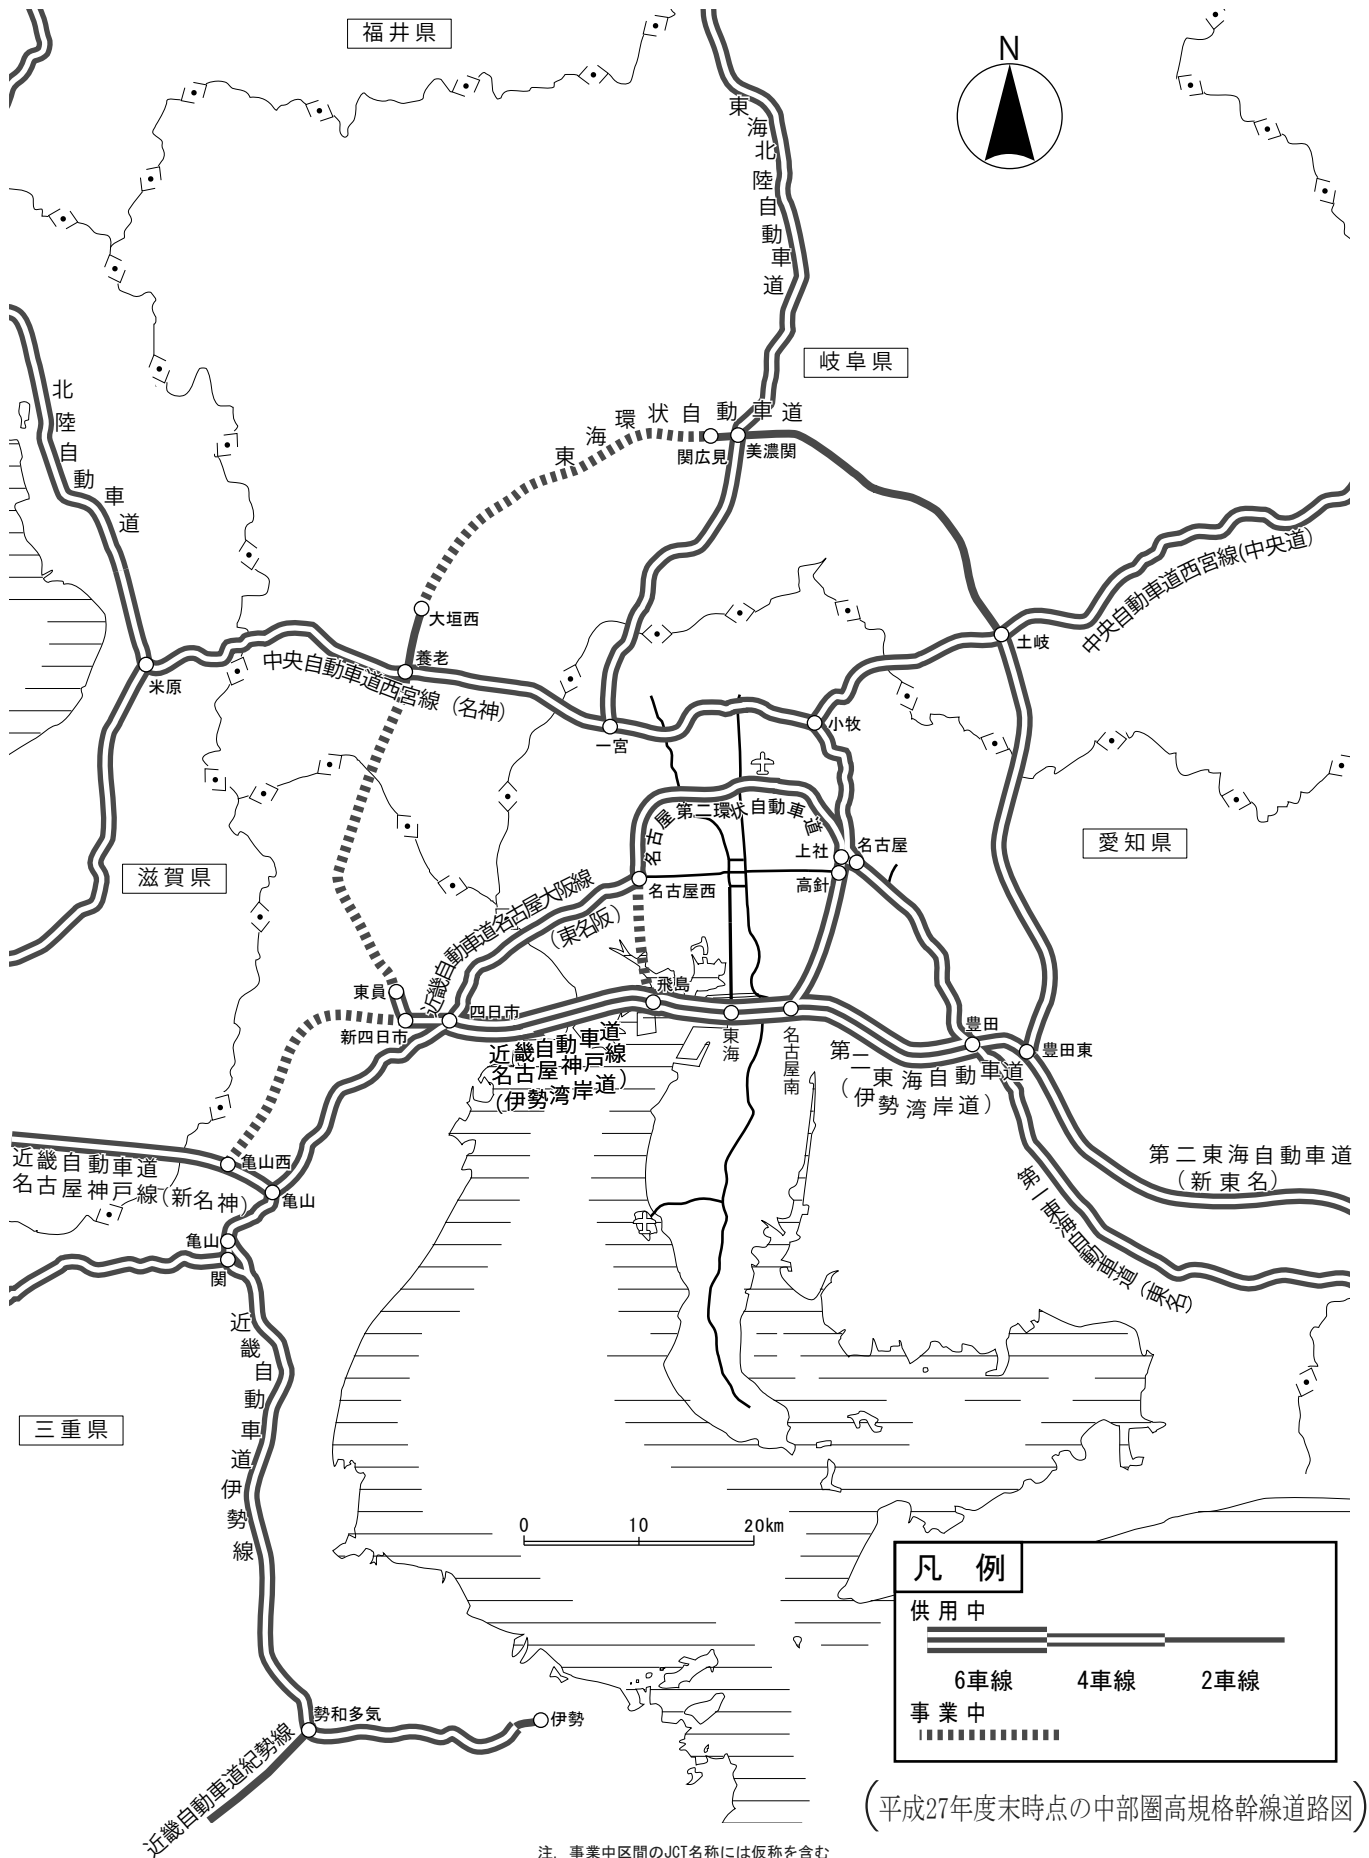 福井県
N
東海北陸自動車道
岐阜県
北陸自動車道
東海環状自動車道
関広見
美濃関
中央自動車道西宮線(中央道)
大垣西
養老
土岐
米原
中央自動車道西宮線(名神)
一宮
小牧
名古屋第二環状自動車道
上社
名古屋
愛知県
滋賀県
高針
名古屋西
近畿自動車道名古屋大阪線
(東名阪)
東員
飛島
四日市
新四日市
東海
名古屋南
豊田
豊田東
近畿自動車道
名古屋神戸線
(伊勢湾岸道)
第二東海自動車道
(伊勢湾岸道)
近畿自動車道
名古屋神戸線(新名神)
亀山西
亀山
第二東海自動車道
(新東名)
第一東海自動車道(東名)
亀山
関
近畿自動車道伊勢線
三重県
0 10 20km
凡例
供用中
6車線 4車線 2車線
事業中
勢和多気
伊勢
近畿自動車道紀勢線
(平成27年度末時点の中部圏高規格幹線道路図)
注. 事業中区間のJCT名称には仮称を含む